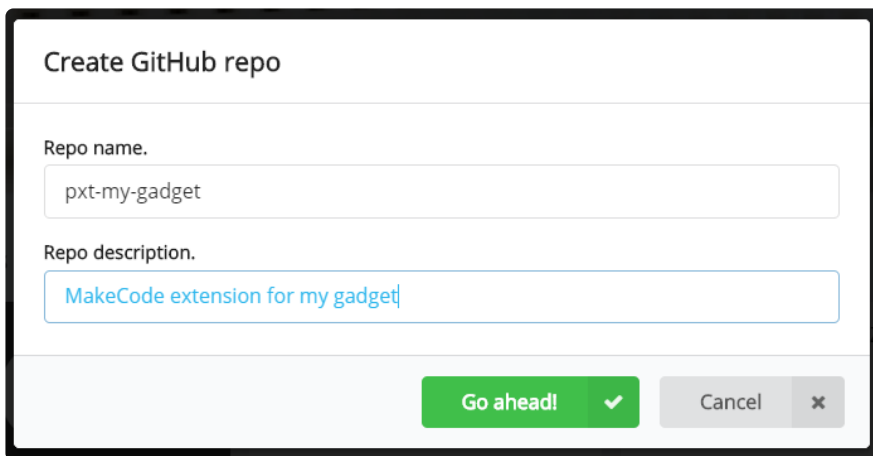 Create GitHub repo
Repo name.
pxt-my-gadget
Repo description.
MakeCode extension for my gadget
Go ahead!
Cancel